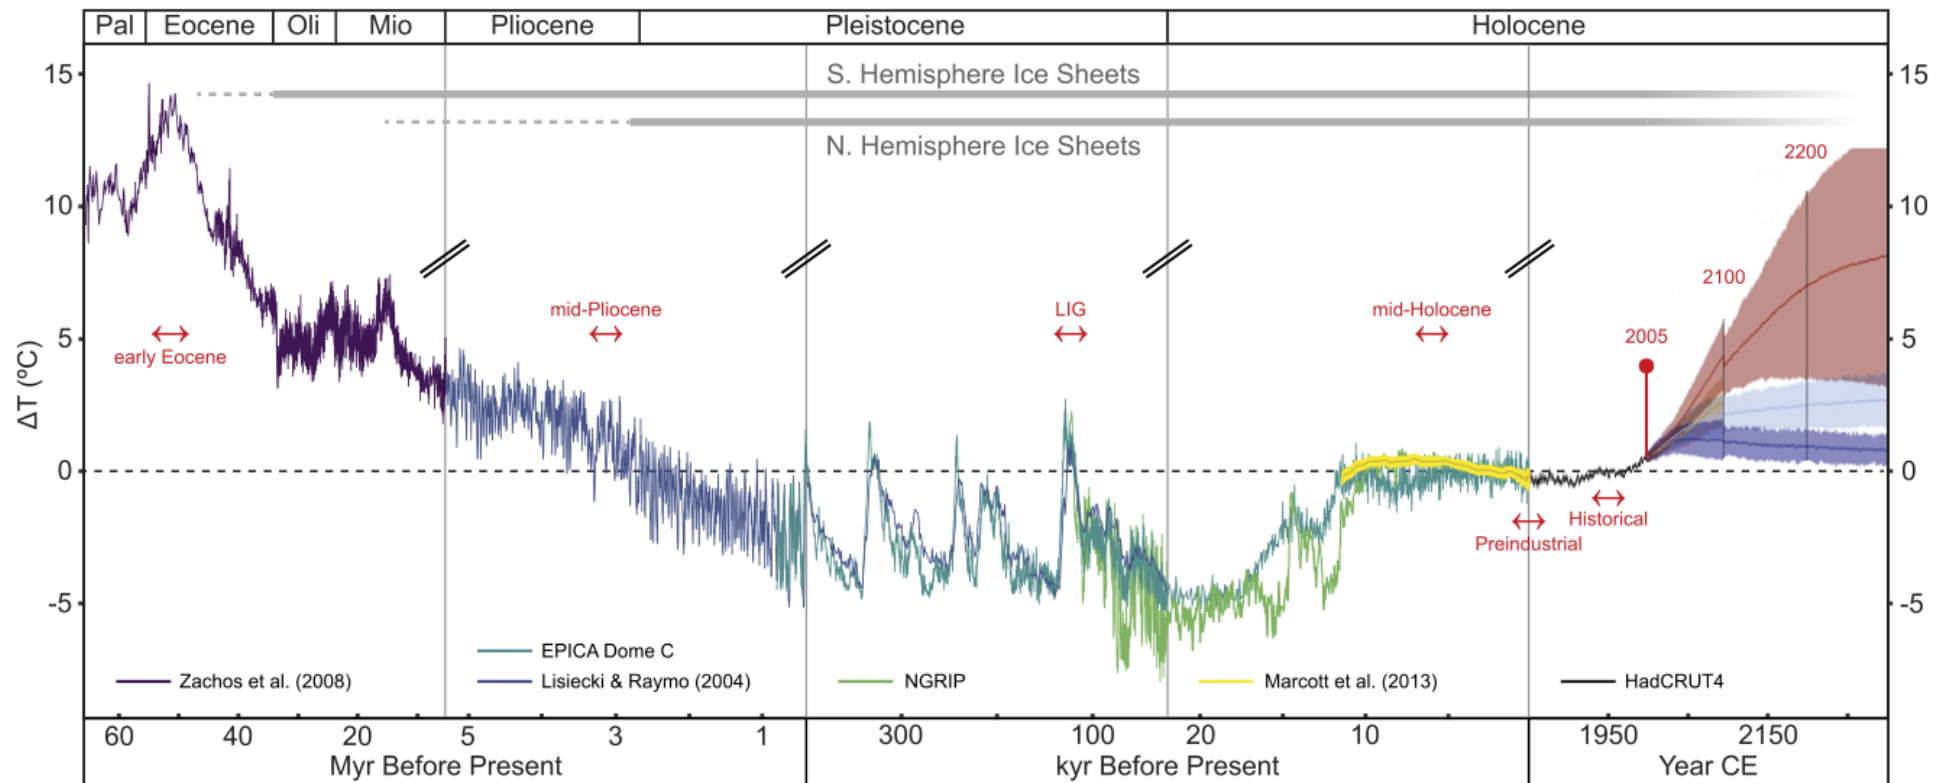 Pal Eocene Oli Mio Pliocene Pleistocene Holocene
15 S. Hemisphere Ice Sheets 15
N. Hemisphere Ice Sheets
2200
10 10
2100
mid-Pliocene LIG mid-Holocene
2005
5 5
early Eocene
ΔT (ºC)
0 0
Historical
Preindustrial
-5 -5
EPICA Dome C
Zachos et al. (2008) Lisiecki & Raymo (2004) NGRIP Marcott et al. (2013) HadCRUT4
60 40 20 5 3 1 300 100 20 10 1950 2150
Myr Before Present kyr Before Present Year CE